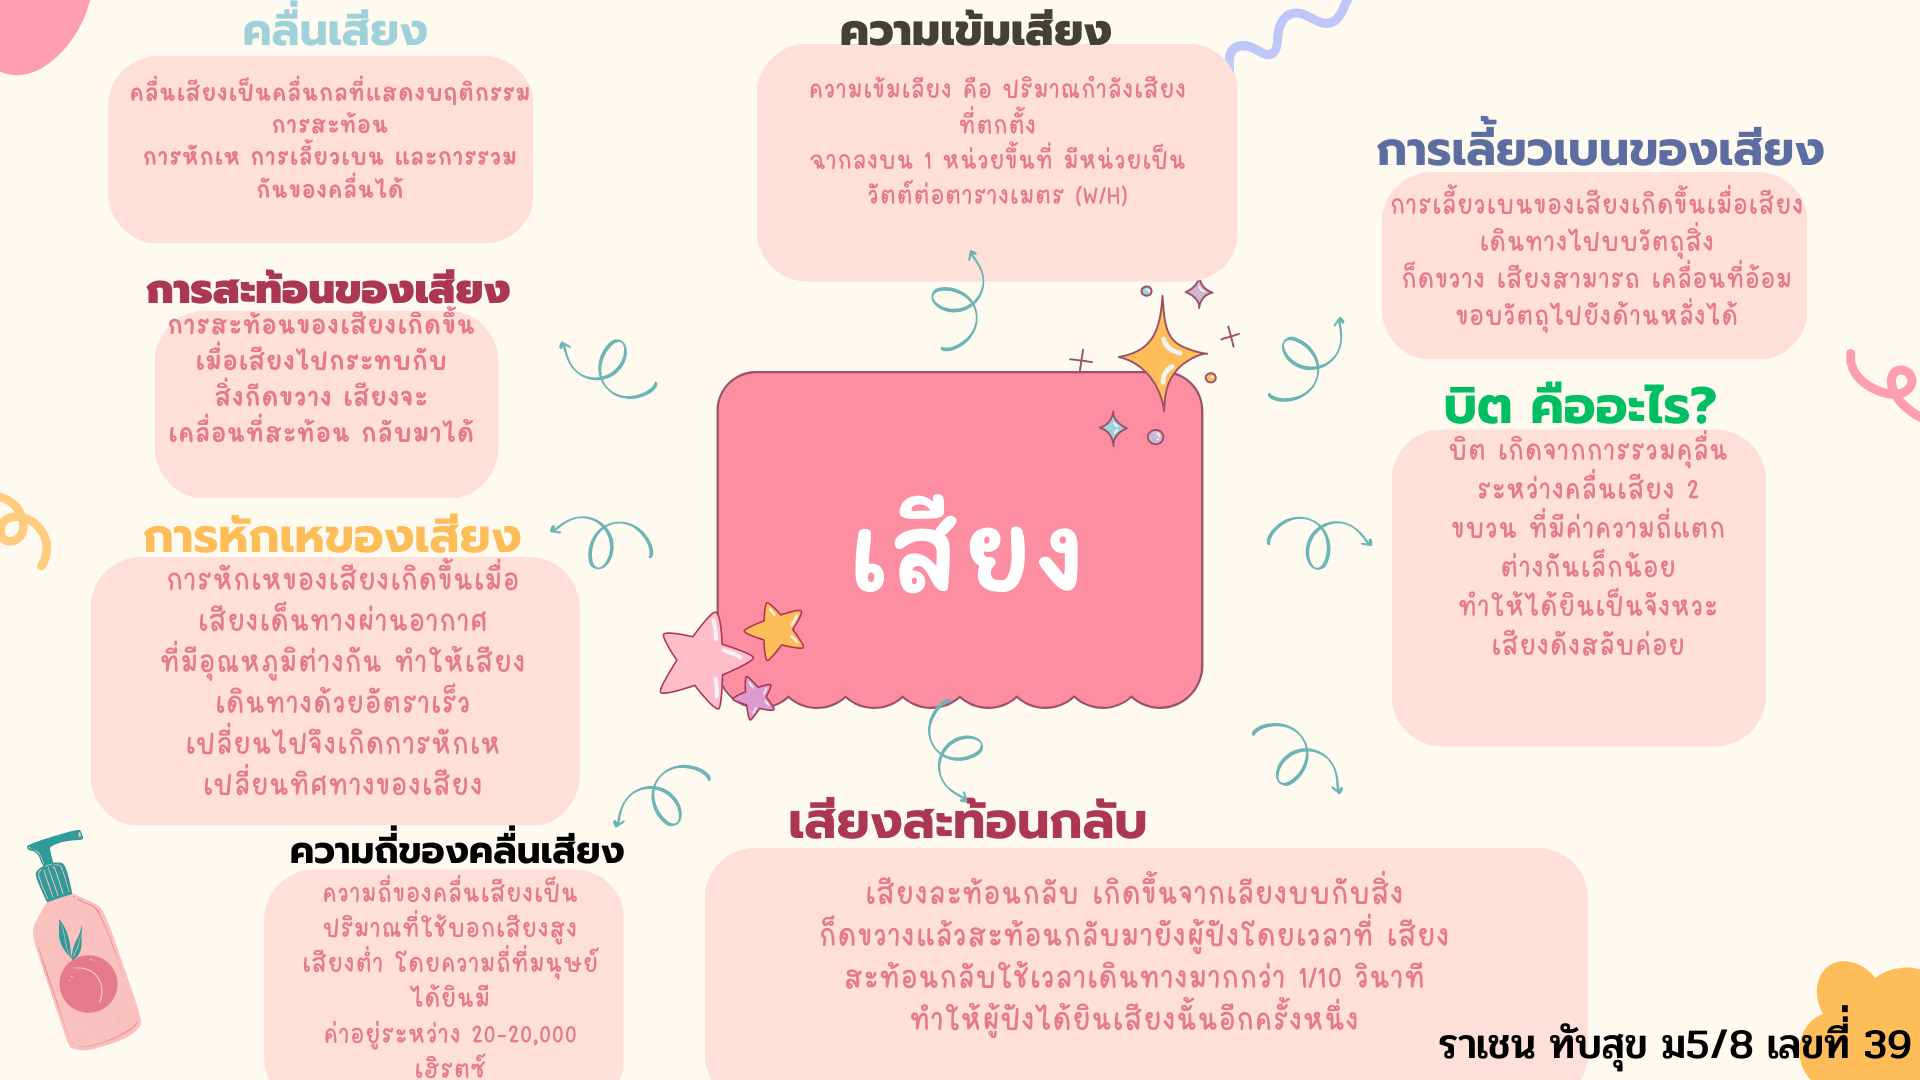 คลื่นเสียง
คลื่นเสียงเป็นคลื่นกลที่แสดงบฤติกรรม
การสะท้อน
การหักเห การเลี้ยวเบน และการรวม
กันของคลื่นได้
การสะท้อนของเสียง
การสะท้อนของเสียงเกิดขึ้น
เมื่อเสียงไปกระทบกับ
สิ่งกีดขวาง เสียงจะ
เคลื่อนที่สะท้อน กลับมาได้
การหักเหของเสียง
การหักเหของเสียงเกิดขึ้นเมื่อ
เสียงเด็นทางผ่านอากาศ
ที่มีอุณหภูมิต่างกัน ทำให้เสียง
เดินทางด้วยอัตราเร็ว
เปลี่ยนไปจึงเกิดการหักเห
เปลี่ยนทิศทางของเสียง
ความถี่ของคลื่นเสียง
ความถี่ของคลื่นเสียงเป็น
ปริมาณที่ใช้บอกเสียงสูง
เสียงต่ำ โดยความถี่ที่มนุษย์
ได้ยินมี
ค่าอยู่ระหว่าง 20-20,000
เฮิรตซ์
ความเข้มเสียง
ความเข้มเลียง คือ ปริมาณกำลังเสียง
ที่ตกตั้ง
ฉากลงบน 1 หน่วยขึ้นที่ มีหน่วยเป็น
วัตต์ต่อตารางเมตร (W/H)
เสียง
เสียงสะท้อนกลับ
เสียงละท้อนกลับ เกิดขึ้นจากเลียงบบกับสิ่ง
ก็ดขวางแล้วสะท้อนกลับมายังผู้ปังโดยเวลาที่ เสียง
สะท้อนกลับใช้เวลาเดินทางมากกว่า 1/10 วินาที
ทำให้ผู้ปังได้ยินเสียงนั้นอีกครั้งหนึ่ง
การเลี้ยวเบนของเสียง
การเลี้ยวเบนของเสียงเกิดขึ้นเมื่อเสียง
เดินทางไปบบวัตถุสิ่ง
ก็ดขวาง เสียงสามารถ เคลื่อนที่อ้อม
ขอบวัตถุไปยังด้านหลั่งได้
บิต คืออะไร?
บิต เกิดจากการรวมคุลื่น
ระหว่างคลื่นเสียง 2
ขบวน ที่มีค่าความถี่แตก
ต่างกันเล็กน้อย
ทำให้ได้ยินเป็นจังหวะ
เสียงดังสลับค่อย
ราเชน ทับสุข ม5/8 เลขที่ 39